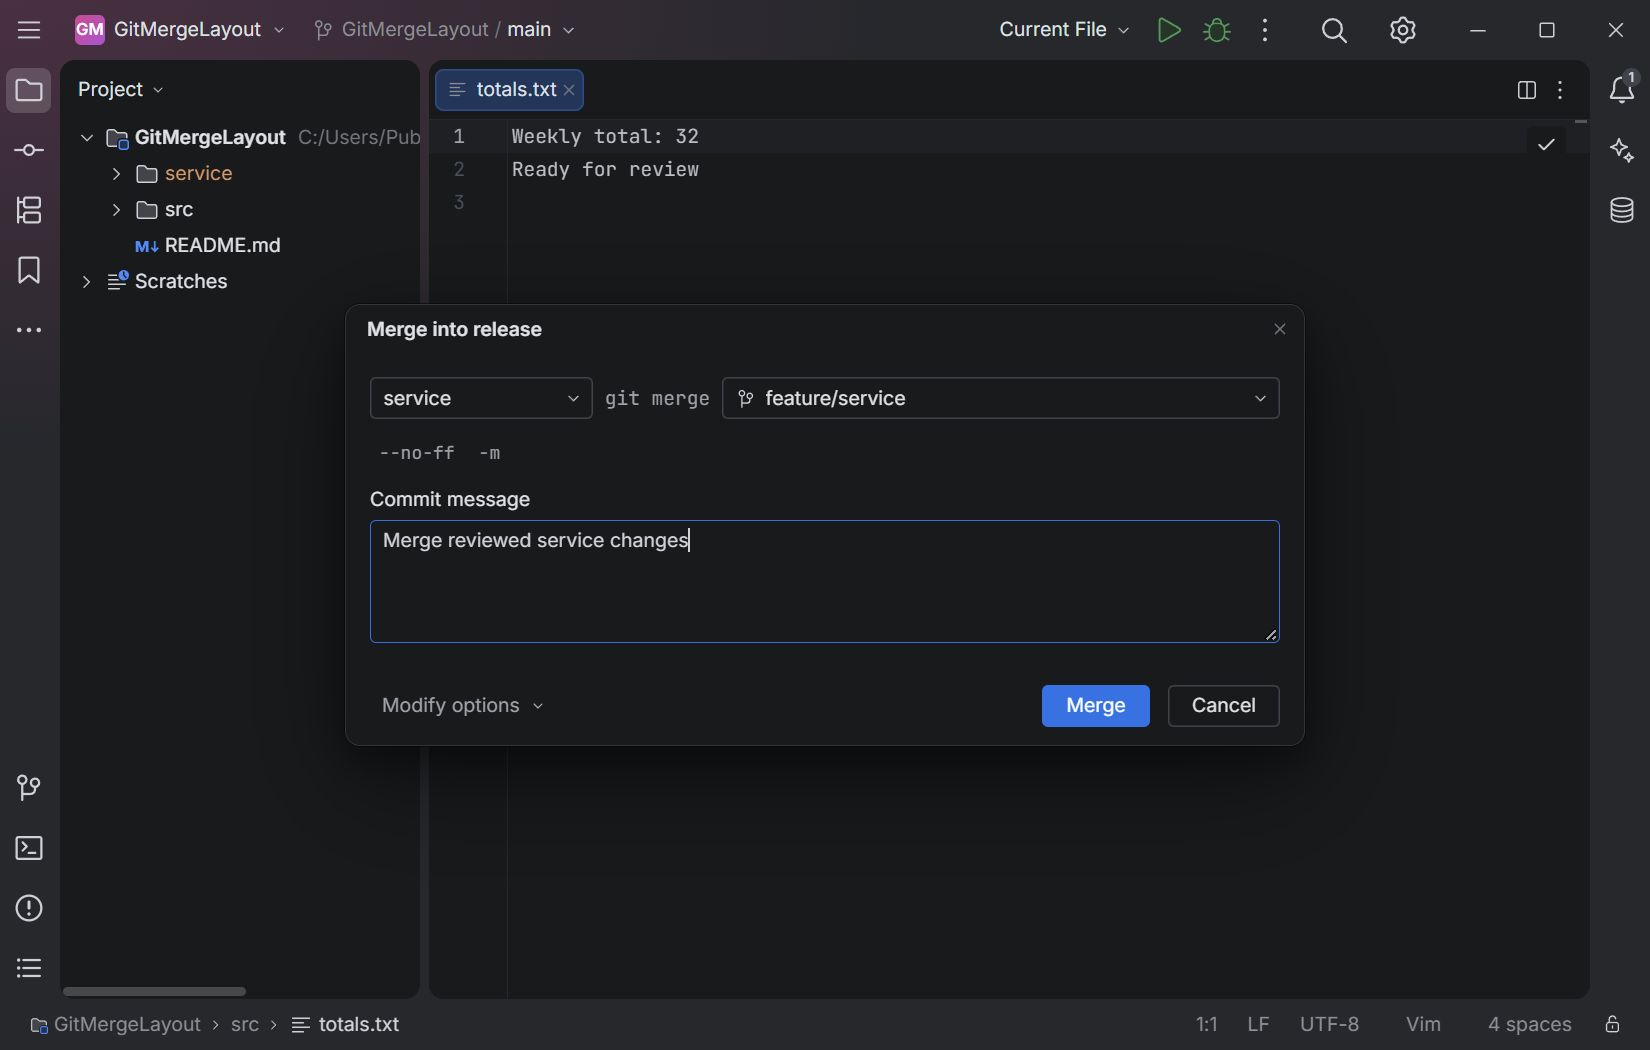 GM GitMergeLayout GitMergeLayout / main Current File
Project
totals.txt
1
GitMergeLayout C:/Users/Pub
service
src
M↓ README.md
Scratches
1 Weekly total: 32
2 Ready for review
3
Merge into release
service git merge feature/service
--no-ff -m
Commit message
Merge reviewed service changes
Modify options Merge Cancel
GitMergeLayout › src › totals.txt 1:1 LF UTF-8 Vim 4 spaces